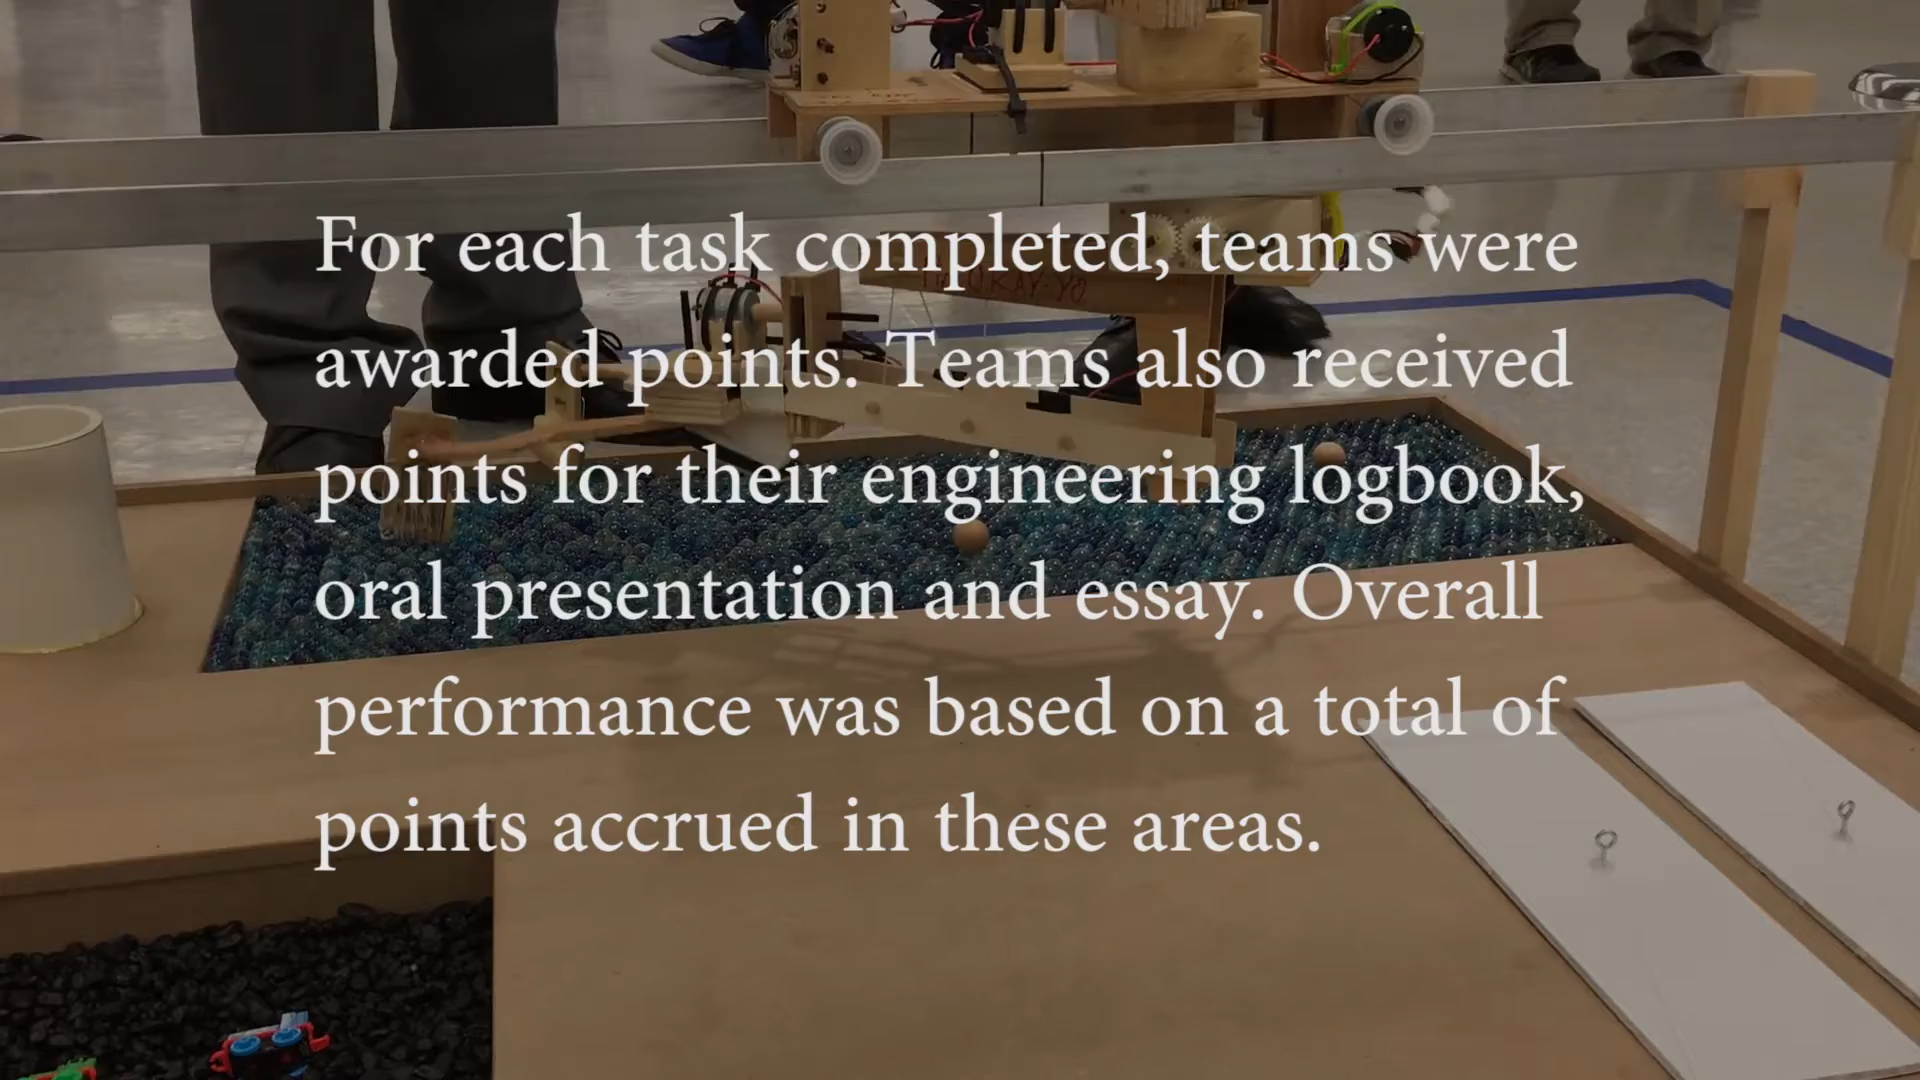 For each task completed, teams were
awarded points. Teams also received
points for their engineering logbook,
oral presentation and essay. Overall
performance was based on a total of
points accrued in these areas.